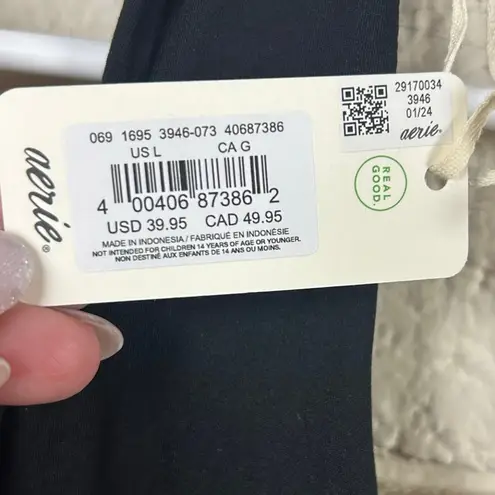 aerie®
069 1695 3946-073 40687386
US L CA G
4 00406 87386 2
USD 39.95 CAD 49.95
MADE IN INDONESIA / FABRIQUÉ EN INDONÉSIE
NOT INTENDED FOR CHILDREN 14 YEARS OF AGE OR YOUNGER.
NON DESTINÉ AUX ENFANTS DE 14 ANS OU MOINS.
29170034
3946
01/24
aerie®
REAL
GOOD.